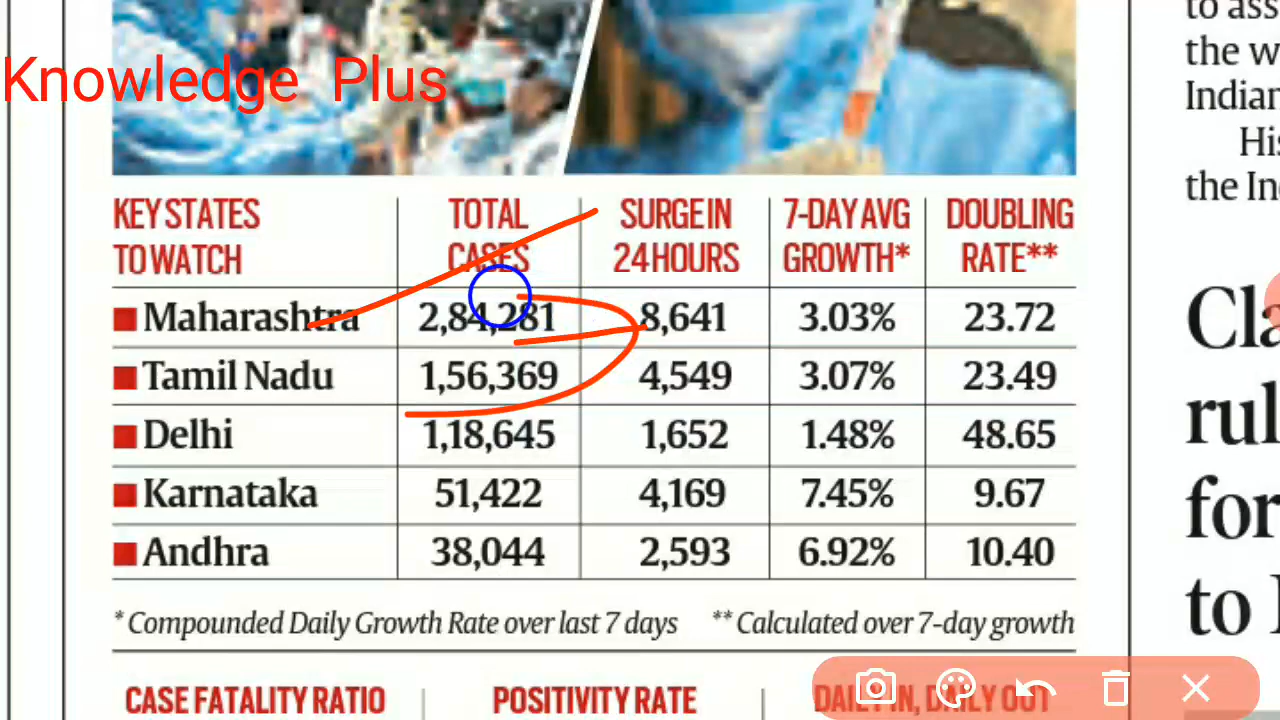 Knowledge Plus
to ass
the w
Indian
His
the In
KEY STATES TO WATCH | TOTAL CASES | SURGE IN 24 HOURS | 7-DAY AVG GROWTH* | DOUBLING RATE**
Maharashtra 2,84,281 8,641 3.03% 23.72
Tamil Nadu 1,56,369 4,549 3.07% 23.49
Delhi 1,18,645 1,652 1.48% 48.65
Karnataka 51,422 4,169 7.45% 9.67
Andhra 38,044 2,593 6.92% 10.40
* Compounded Daily Growth Rate over last 7 days ** Calculated over 7-day growth
CASE FATALITY RATIO POSITIVITY RATE DAILY IN, DAILY OUT
Cla
rul
for
to